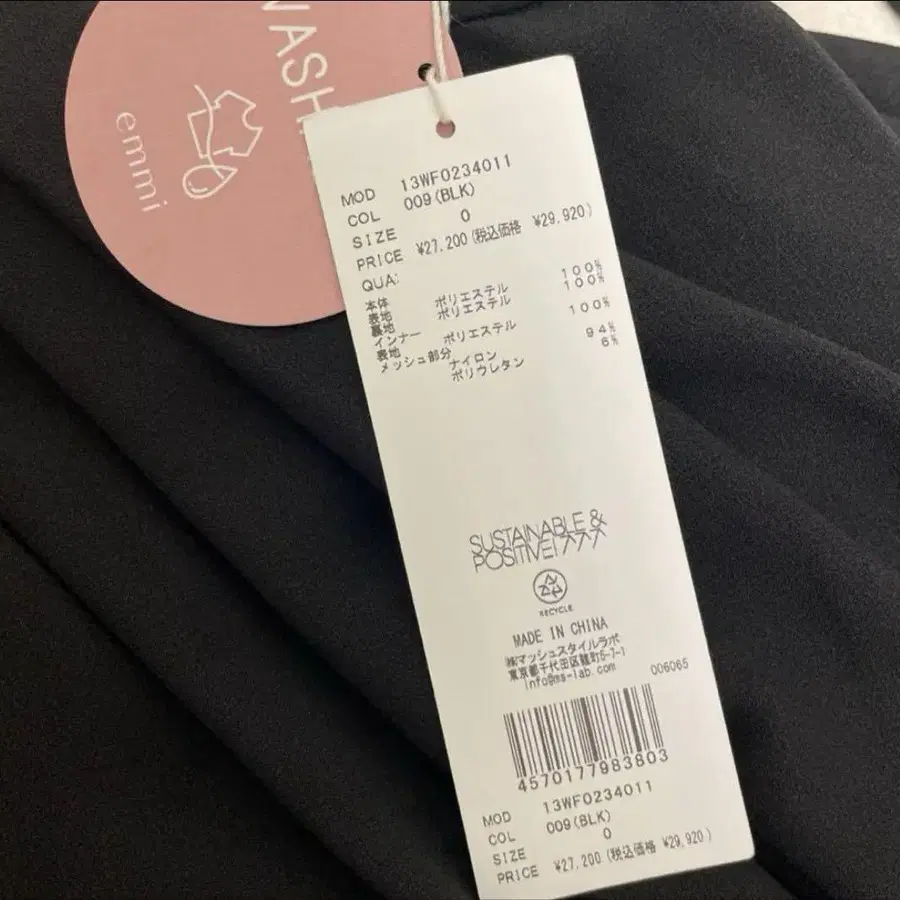 WASH
emmi
MOD 13WF0234011
COL 009(BLK)
SIZE 0
PRICE ¥27,200(税込価格 ¥29,920)
QUA:
本体
表地 ポリエステル 100%
裏地 ポリエステル 100%
インナー
表地 ポリエステル 100%
メッシュ部分
ナイロン 94%
ポリウレタン 6%
SUSTAINABLE &
POSITIVE!
RECYCLE
MADE IN CHINA
㈱マッシュスタイルラボ
東京都千代田区麹町5-7-1
info@ms-lab.com
006065
4570177983803
MOD 13WF0234011
COL 009(BLK)
SIZE 0
PRICE ¥27,200(税込価格 ¥29,920)